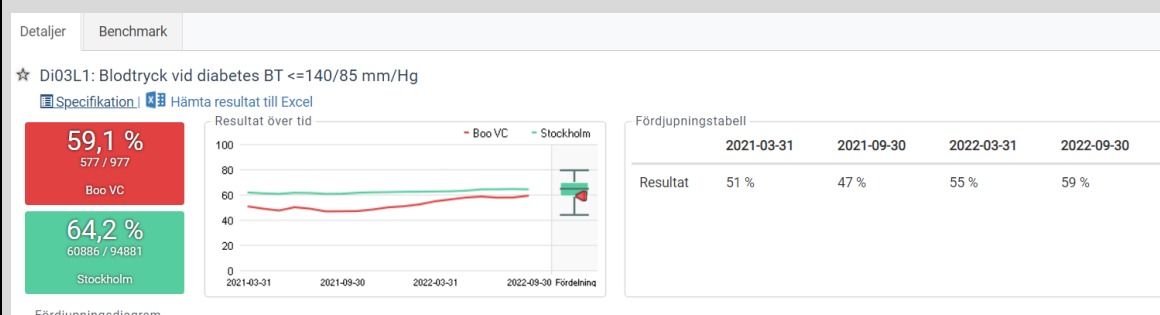 Detaljer Benchmark
Di03L1: Blodtryck vid diabetes BT <=140/85 mm/Hg
Specifikation | Hämta resultat till Excel
59,1 %
577 / 977
Boo VC
64,2 %
60886 / 94881
Stockholm
Resultat över tid
Boo VC Stockholm
100
80
60
40
20
0
2021-03-31 2021-09-30 2022-03-31 2022-09-30 Fördelning
Fördjupningstabell
2021-03-31 2021-09-30 2022-03-31 2022-09-30
Resultat 51 % 47 % 55 % 59 %
Fördjupningsdiagram